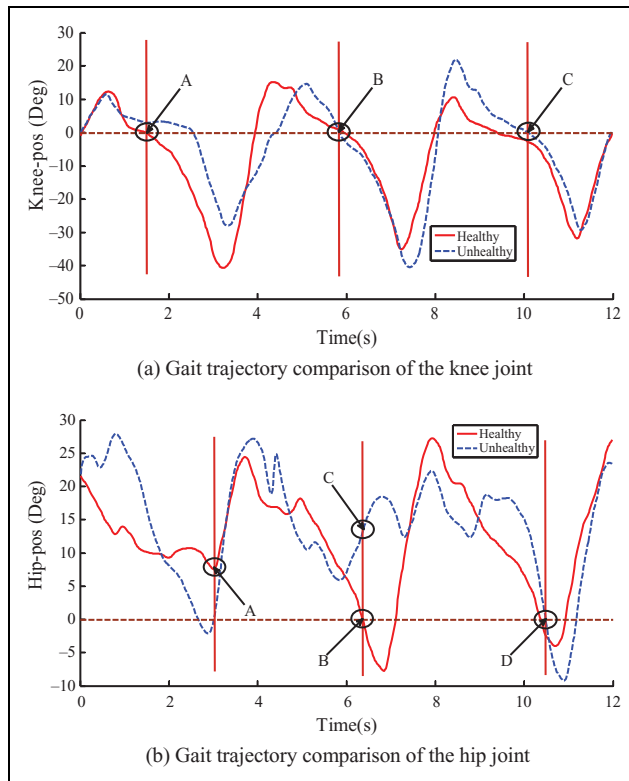 30
20
10
0
−10
−20
−30
−40
−50
Knee-pos (Deg)
A
B
C
Healthy
Unhealthy
0
2
4
6
8
10
12
Time(s)
(a) Gait trajectory comparison of the knee joint
30
25
20
15
10
5
0
−5
−10
Hip-pos (Deg)
Healthy
Unhealthy
C
A
B
D
0
2
4
6
8
10
12
Time(s)
(b) Gait trajectory comparison of the hip joint